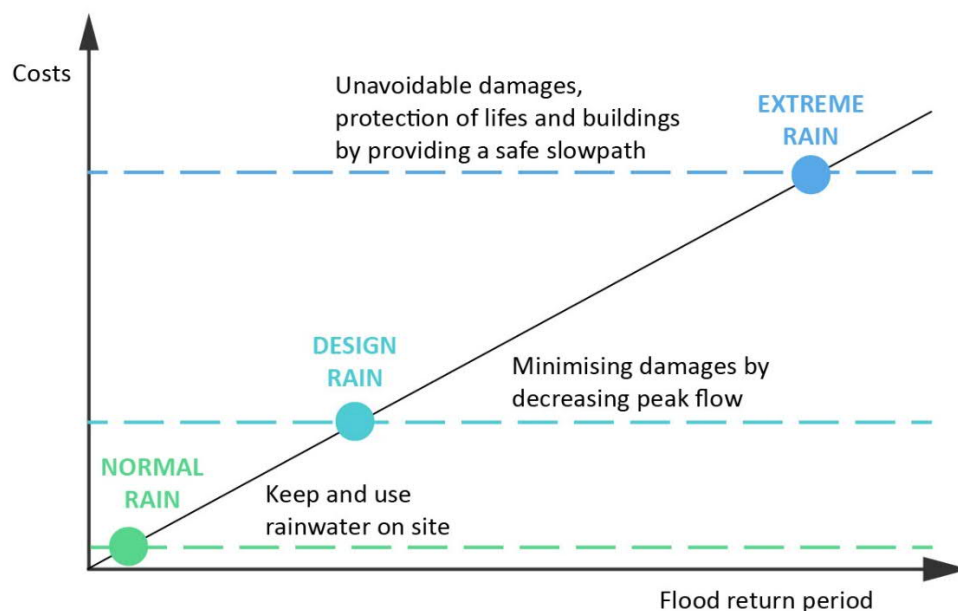 Costs
Unavoidable damages,
protection of lifes and buildings
by providing a safe slowpath
EXTREME
RAIN
DESIGN
RAIN
Minimising damages by
decreasing peak flow
NORMAL
RAIN
Keep and use
rainwater on site
Flood return period